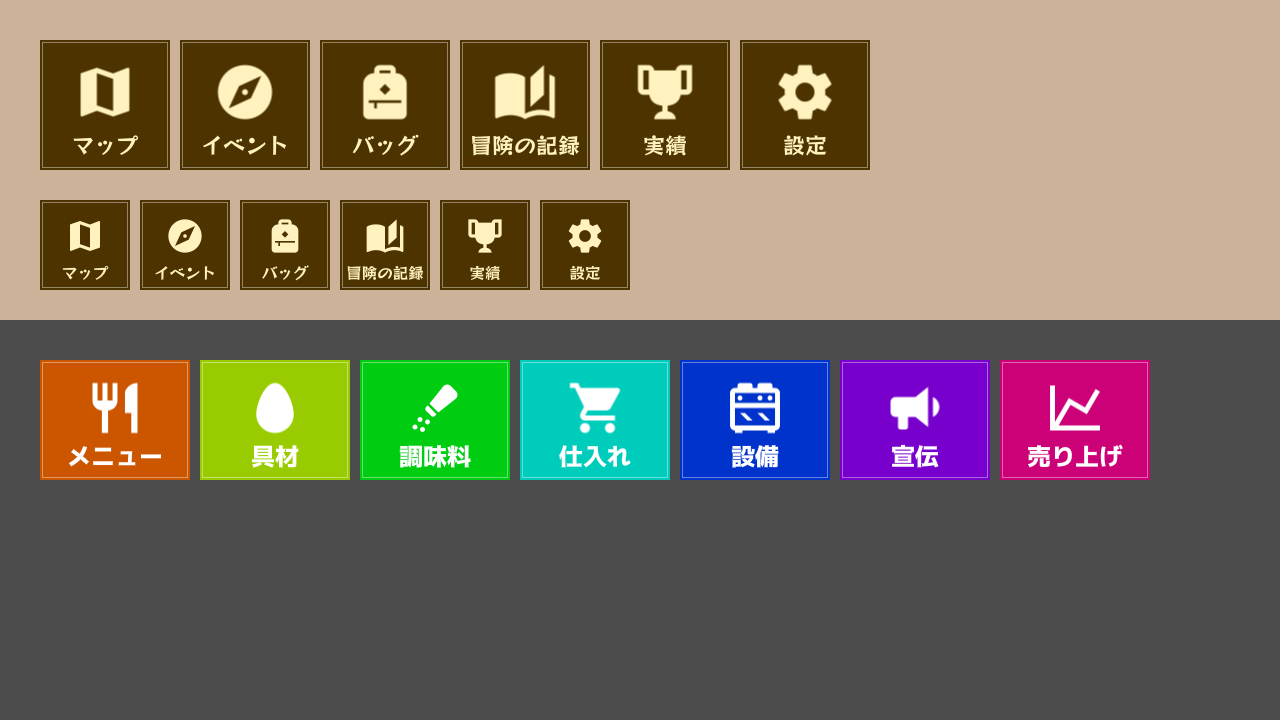 マップ イベント バッグ 冒険の記録 実績 設定
マップ イベント バッグ 冒険の記録 実績 設定
メニュー 具材 調味料 仕入れ 設備 宣伝 売り上げ